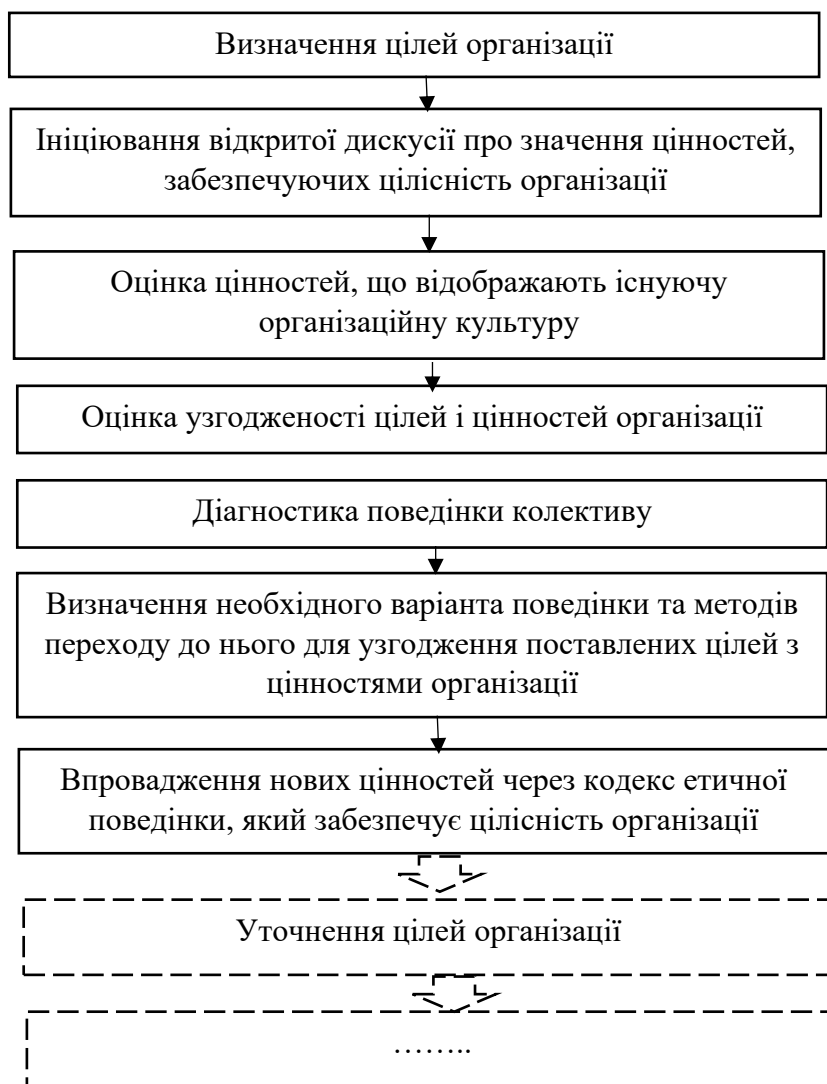 Визначення цілей організації
Ініціювання відкритої дискусії про значення цінностей,
забезпечуючих цілісність організації
Оцінка цінностей, що відображають існуючу
організаційну культуру
Оцінка узгодженості цілей і цінностей організації
Діагностика поведінки колективу
Визначення необхідного варіанта поведінки та методів
переходу до нього для узгодження поставлених цілей з
цінностями організації
Впровадження нових цінностей через кодекс етичної
поведінки, який забезпечує цілісність організації
Уточнення цілей організації
……..